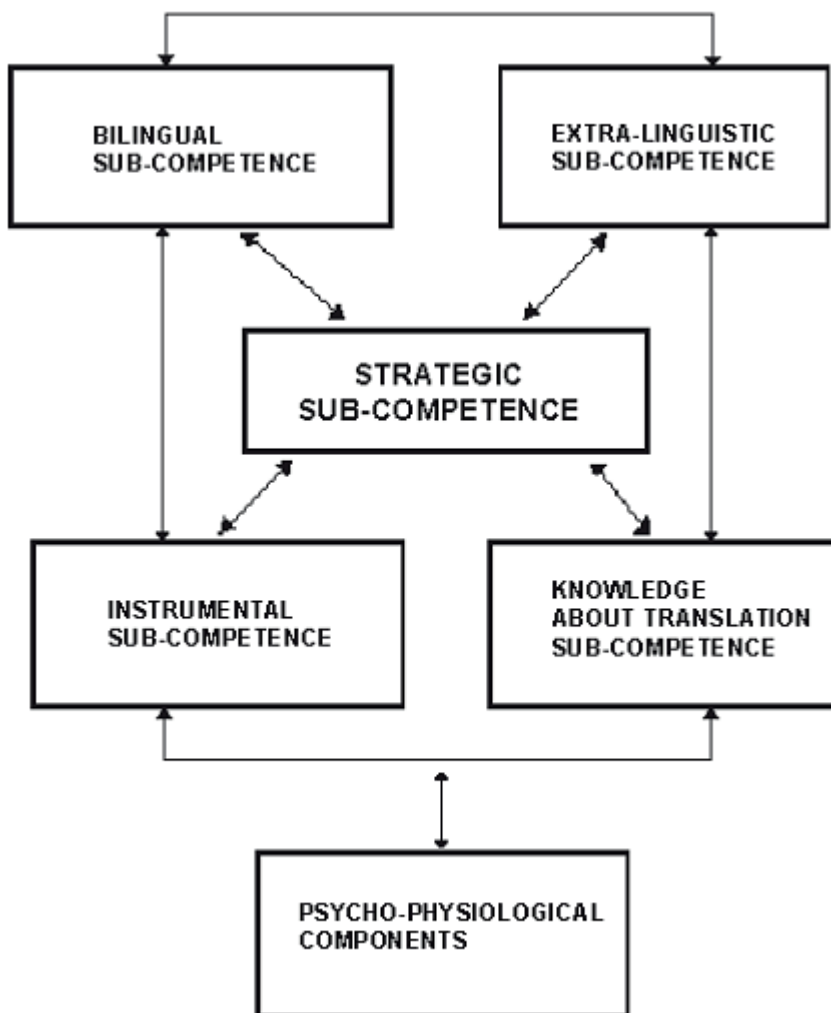 BILINGUAL
SUB-COMPETENCE
EXTRA-LINGUISTIC
SUB-COMPETENCE
STRATEGIC
SUB-COMPETENCE
INSTRUMENTAL
SUB-COMPETENCE
KNOWLEDGE
ABOUT TRANSLATION
SUB-COMPETENCE
PSYCHO-PHYSIOLOGICAL
COMPONENTS